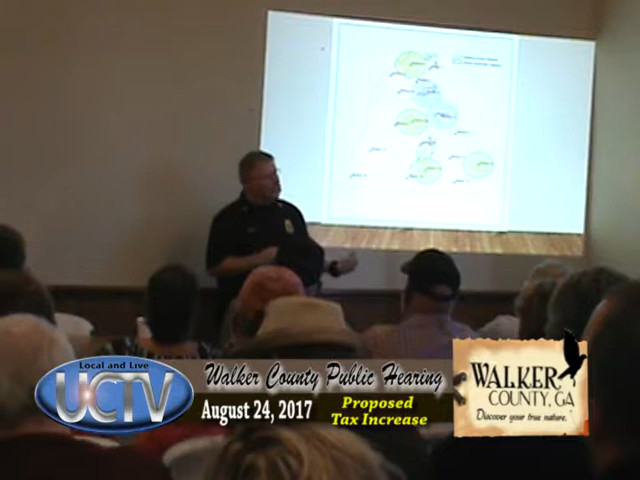 Local and Live
UCTV
Walker County Public Hearing
August 24, 2017
Proposed
Tax Increase
WALKER
COUNTY, GA
Discover your true nature.